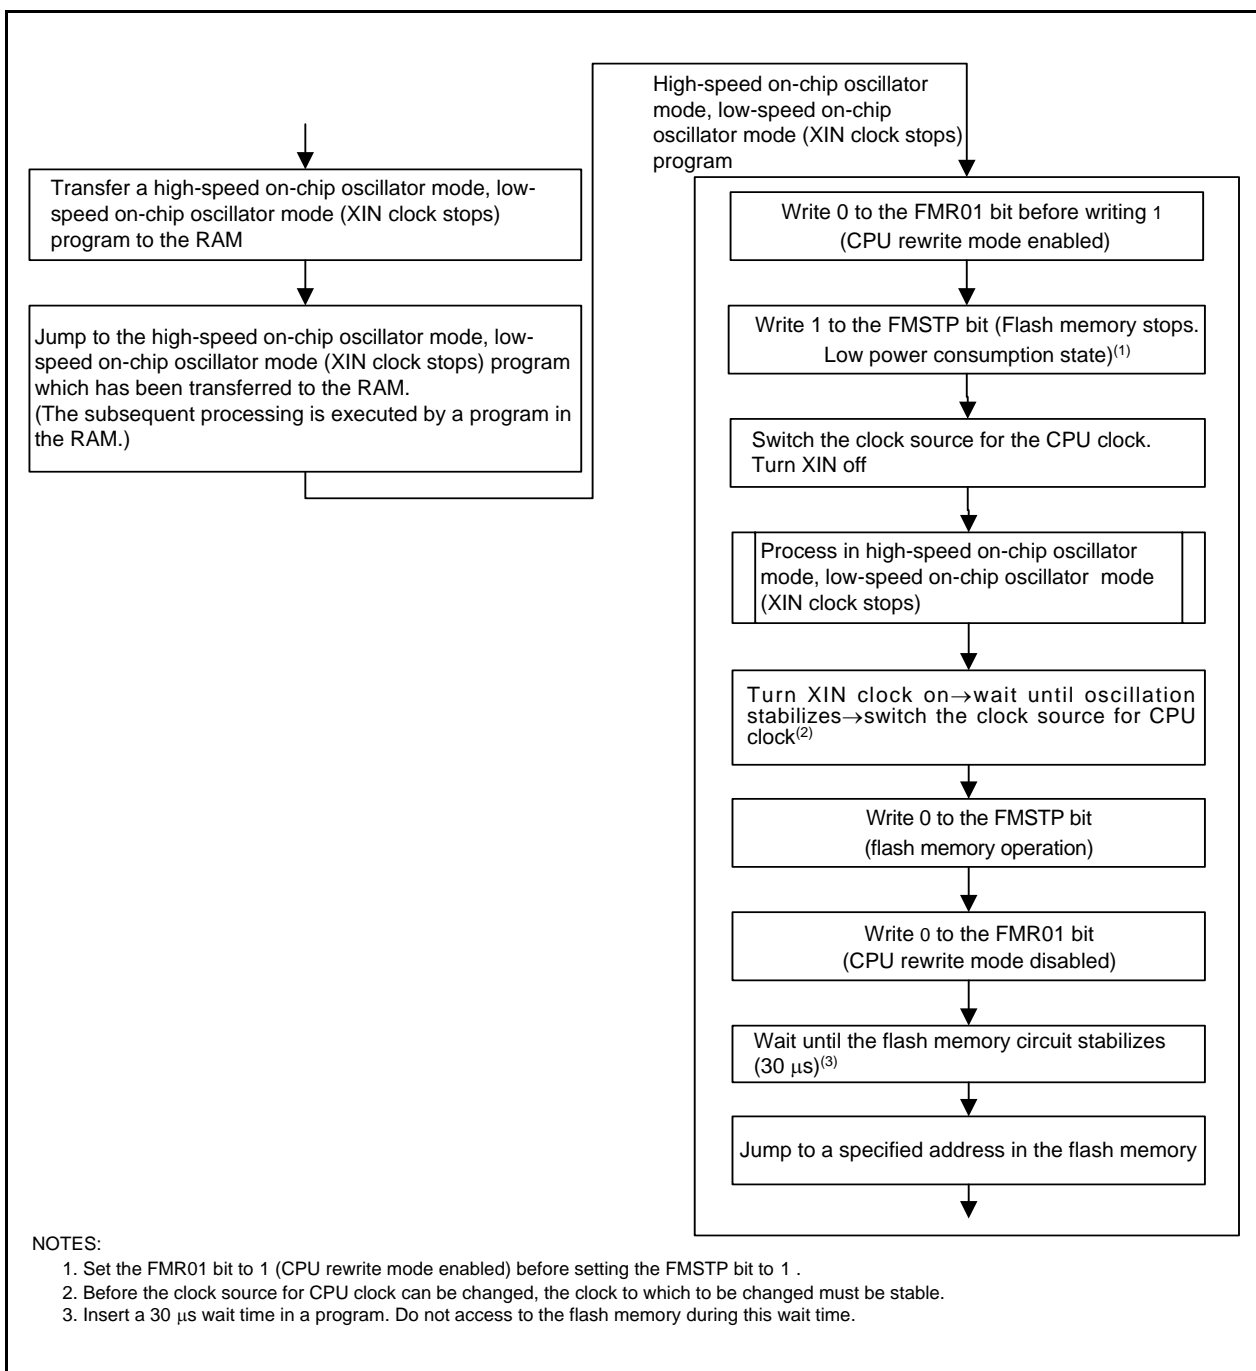 Transfer a high-speed on-chip oscillator mode, low-
speed on-chip oscillator mode (XIN clock stops)
program to the RAM
Jump to the high-speed on-chip oscillator mode, low-
speed on-chip oscillator mode (XIN clock stops) program
which has been transferred to the RAM.
(The subsequent processing is executed by a program in
the RAM.)
High-speed on-chip oscillator
mode, low-speed on-chip
oscillator mode (XIN clock stops)
program
Write 0 to the FMR01 bit before writing 1
(CPU rewrite mode enabled)
Write 1 to the FMSTP bit (Flash memory stops.
Low power consumption state)(1)
Switch the clock source for the CPU clock.
Turn XIN off
Process in high-speed on-chip oscillator
mode, low-speed on-chip oscillator mode
(XIN clock stops)
Turn XIN clock on→wait until oscillation
stabilizes→switch the clock source for CPU
clock(2)
Write 0 to the FMSTP bit
(flash memory operation)
Write 0 to the FMR01 bit
(CPU rewrite mode disabled)
Wait until the flash memory circuit stabilizes
(30 μs)(3)
Jump to a specified address in the flash memory
NOTES:
1. Set the FMR01 bit to 1 (CPU rewrite mode enabled) before setting the FMSTP bit to 1 .
2. Before the clock source for CPU clock can be changed, the clock to which to be changed must be stable.
3. Insert a 30 μs wait time in a program. Do not access to the flash memory during this wait time.